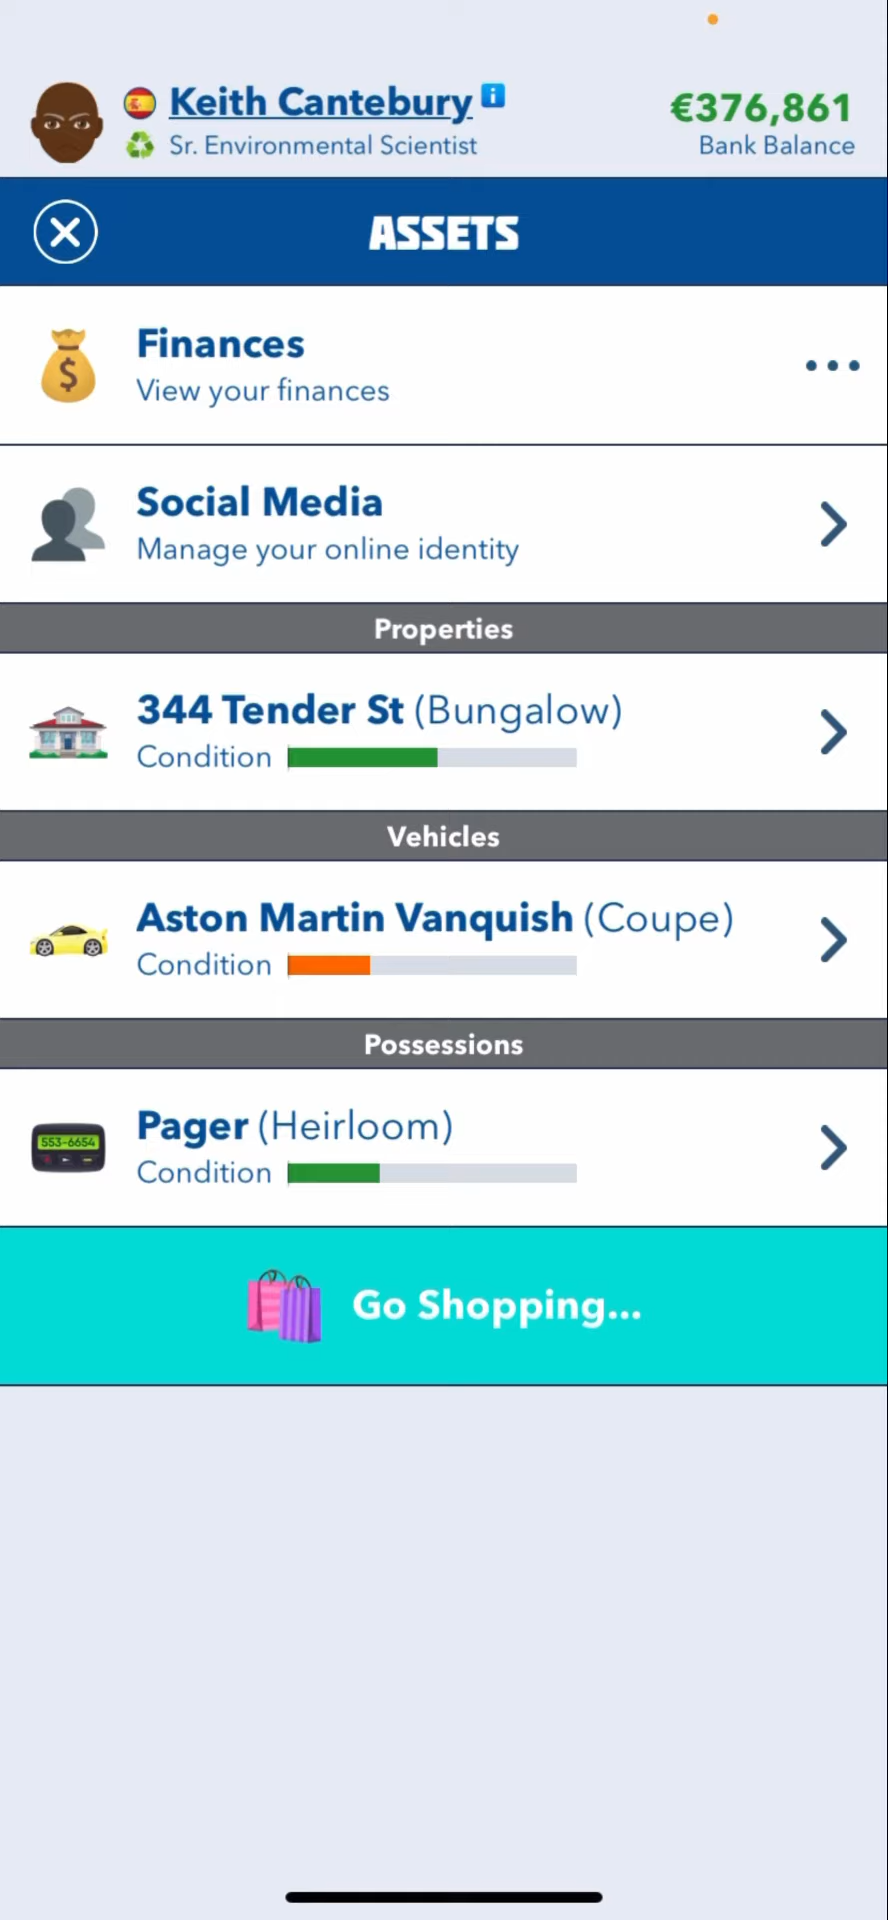 Keith Cantebury
€376,861
Sr. Environmental Scientist
Bank Balance
ASSETS
Finances
View your finances
Social Media
Manage your online identity
Properties
344 Tender St (Bungalow)
Condition
Vehicles
Aston Martin Vanquish (Coupe)
Condition
Possessions
553-6654
Pager (Heirloom)
Condition
Go Shopping...